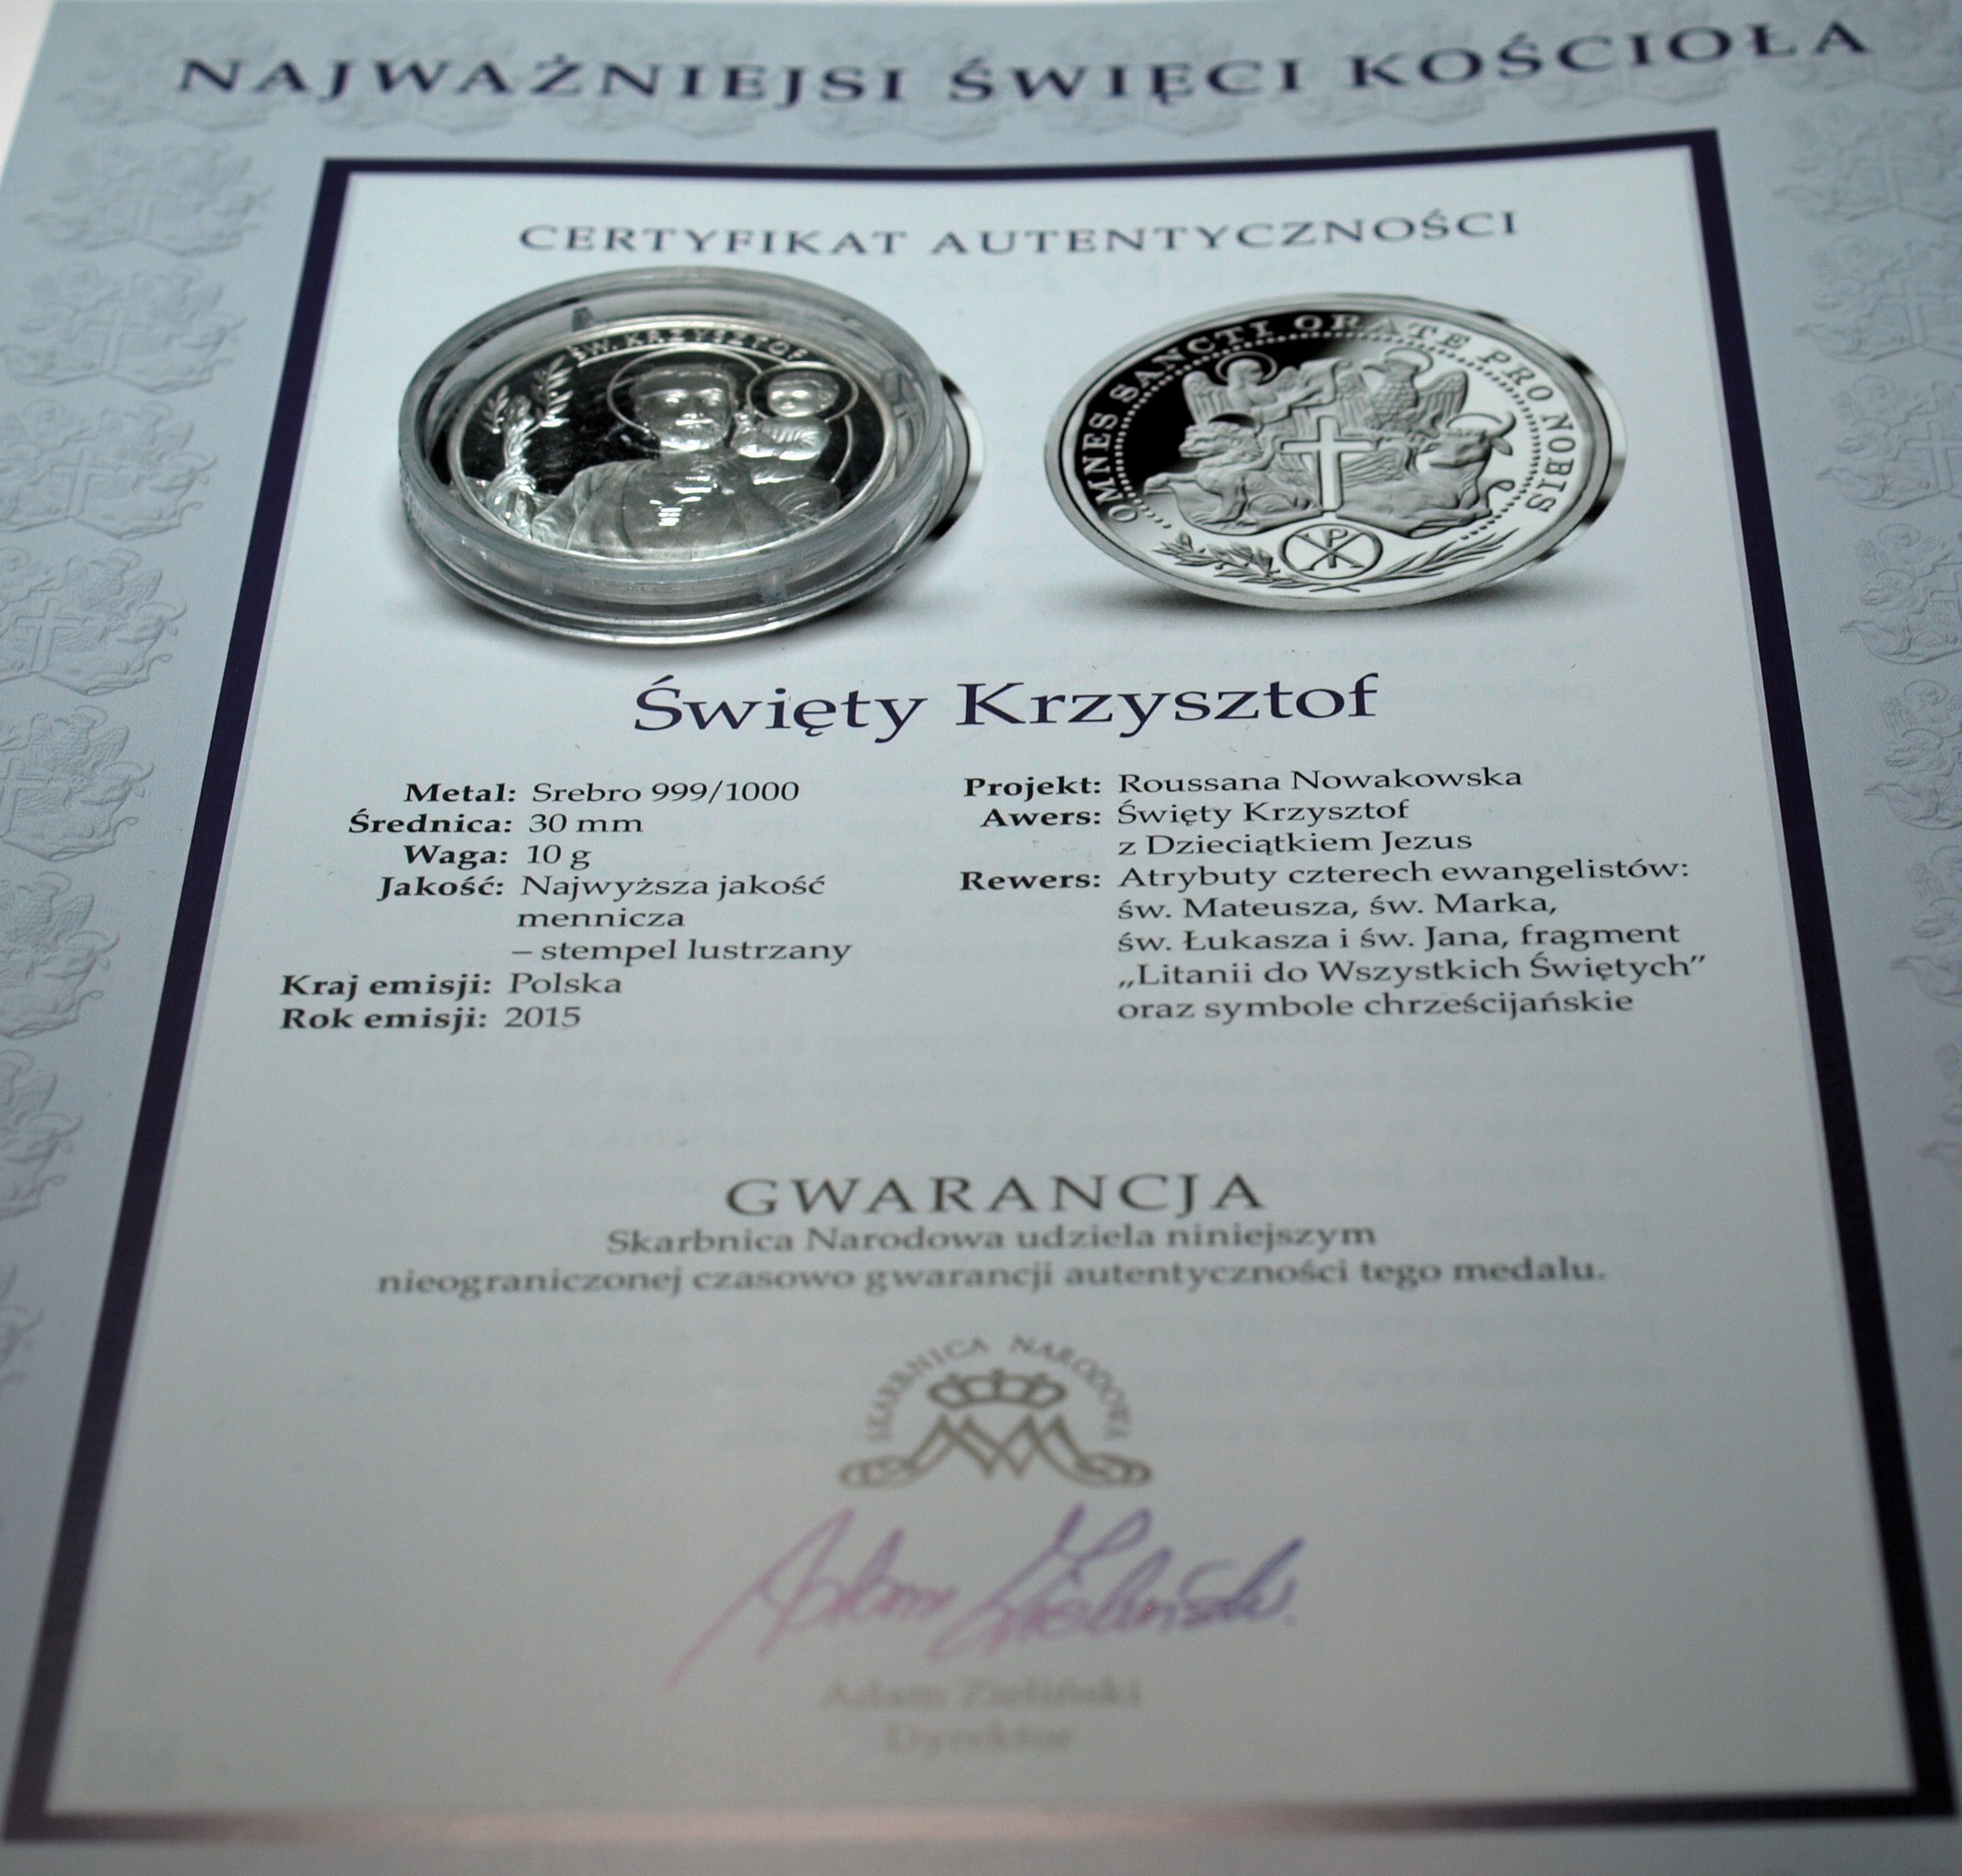 NAJWAŻNIEJSI ŚWIĘCI KOŚCIOŁA
CERTYFIKAT AUTENTYCZNOŚCI
ŚW. KRZYSZTOF
OMNES SANCTI ORATE PRO NOBIS
Święty Krzysztof
Metal: Srebro 999/1000
Średnica: 30 mm
Waga: 10 g
Jakość: Najwyższa jakość
mennicza
– stempel lustrzany
Kraj emisji: Polska
Rok emisji: 2015
Projekt: Roussana Nowakowska
Awers: Święty Krzysztof
z Dzieciątkiem Jezus
Rewers: Atrybuty czterech ewangelistów:
św. Mateusza, św. Marka,
św. Łukasza i św. Jana, fragment
„Litanii do Wszystkich Świętych”
oraz symbole chrześcijańskie
GWARANCJA
Skarbnica Narodowa udziela niniejszym
nieograniczonej czasowo gwarancji autentyczności tego medalu.
SKARBNICA NARODOWA
Adam Zieliński
Adam Zieliński
Dyrektor